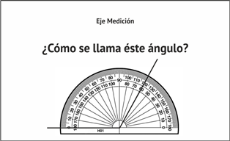 Eje Medición
¿Cómo se llama éste ángulo?